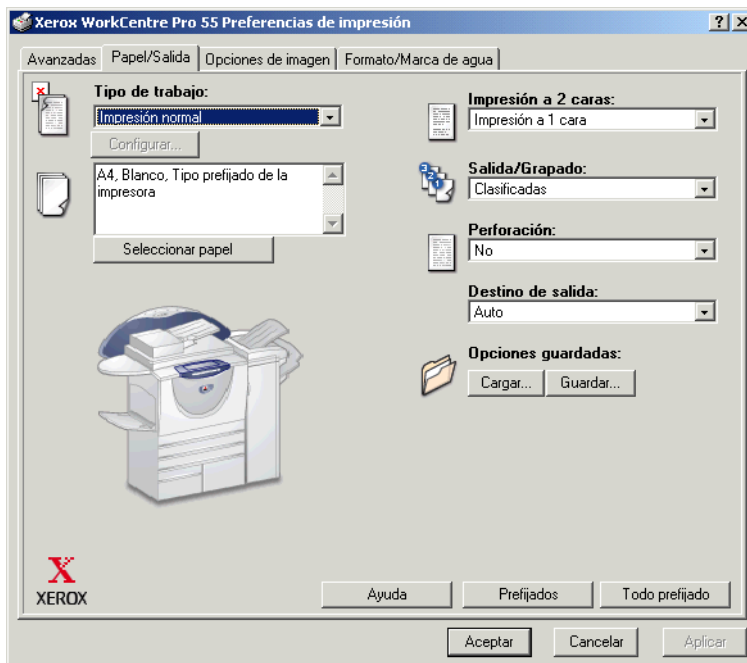 Xerox WorkCentre Pro 55 Preferencias de impresión
Avanzadas
Papel/Salida
Opciones de imagen
Formato/Marca de agua
Tipo de trabajo:
Impresión normal
Configurar...
A4, Blanco, Tipo prefijado de la
impresora
Seleccionar papel
Impresión a 2 caras:
Impresión a 1 cara
Salida/Grapado:
Clasificadas
Perforación:
No
Destino de salida:
Auto
Opciones guardadas:
Cargar...
Guardar...
X
XEROX
Ayuda
Prefijados
Todo prefijado
Aceptar
Cancelar
Aplicar